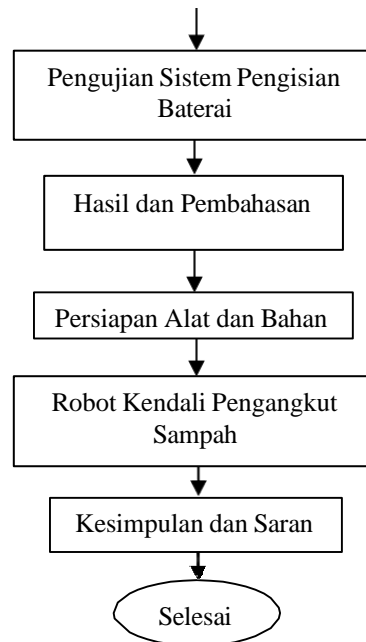 Pengujian Sistem Pengisian
Baterai
Hasil dan Pembahasan
Persiapan Alat dan Bahan
Robot Kendali Pengangkut
Sampah
Kesimpulan dan Saran
Selesai